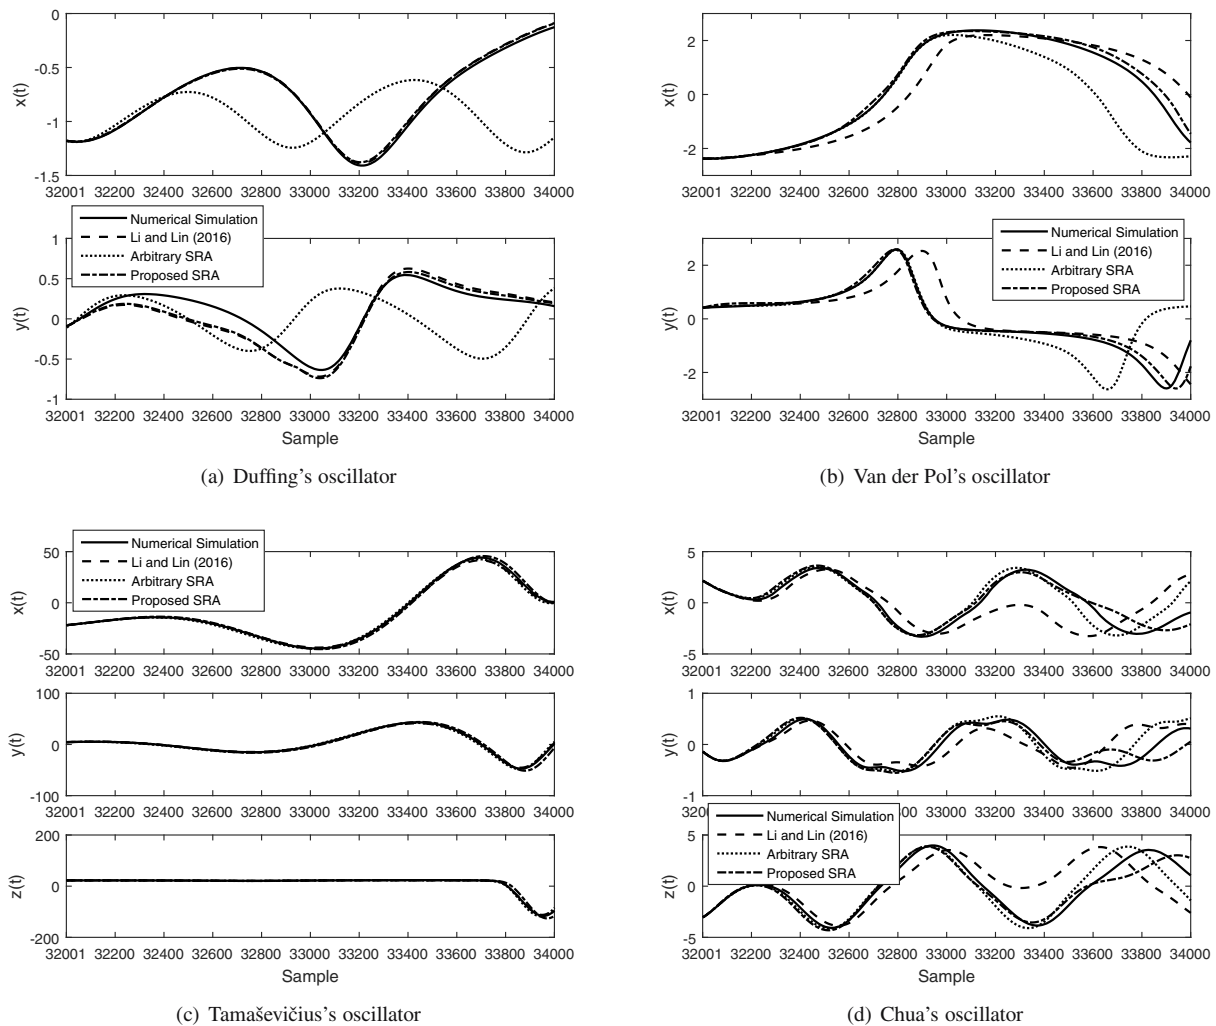 0
-0.5
-1
-1.5
x(t)
32001 32200 32400 32600 32800 33000 33200 33400 33600 33800 34000
Numerical Simulation
Li and Lin (2016)
Arbitrary SRA
Proposed SRA
1
0.5
0
-0.5
-1
y(t)
32001 32200 32400 32600 32800 33000 33200 33400 33600 33800 34000
Sample
(a) Duffing's oscillator
2
0
-2
x(t)
32001 32200 32400 32600 32800 33000 33200 33400 33600 33800 34000
Numerical Simulation
Li and Lin (2016)
Arbitrary SRA
Proposed SRA
2
0
-2
y(t)
32001 32200 32400 32600 32800 33000 33200 33400 33600 33800 34000
Sample
(b) Van der Pol's oscillator
Numerical Simulation
Li and Lin (2016)
Arbitrary SRA
Proposed SRA
50
0
-50
x(t)
32001 32200 32400 32600 32800 33000 33200 33400 33600 33800 34000
100
0
-100
y(t)
32001 32200 32400 32600 32800 33000 33200 33400 33600 33800 34000
200
0
-200
z(t)
32001 32200 32400 32600 32800 33000 33200 33400 33600 33800 34000
Sample
(c) Tamaševičius's oscillator
5
0
-5
x(t)
32001 32200 32400 32600 32800 33000 33200 33400 33600 33800 34000
1
0
-1
y(t)
33000 33200 33400 33600 33800 34000
Numerical Simulation
Li and Lin (2016)
Arbitrary SRA
Proposed SRA
5
0
-5
z(t)
32001 32200 32400 32600 32800 33000 33200 33400 33600 33800 34000
Sample
(d) Chua's oscillator